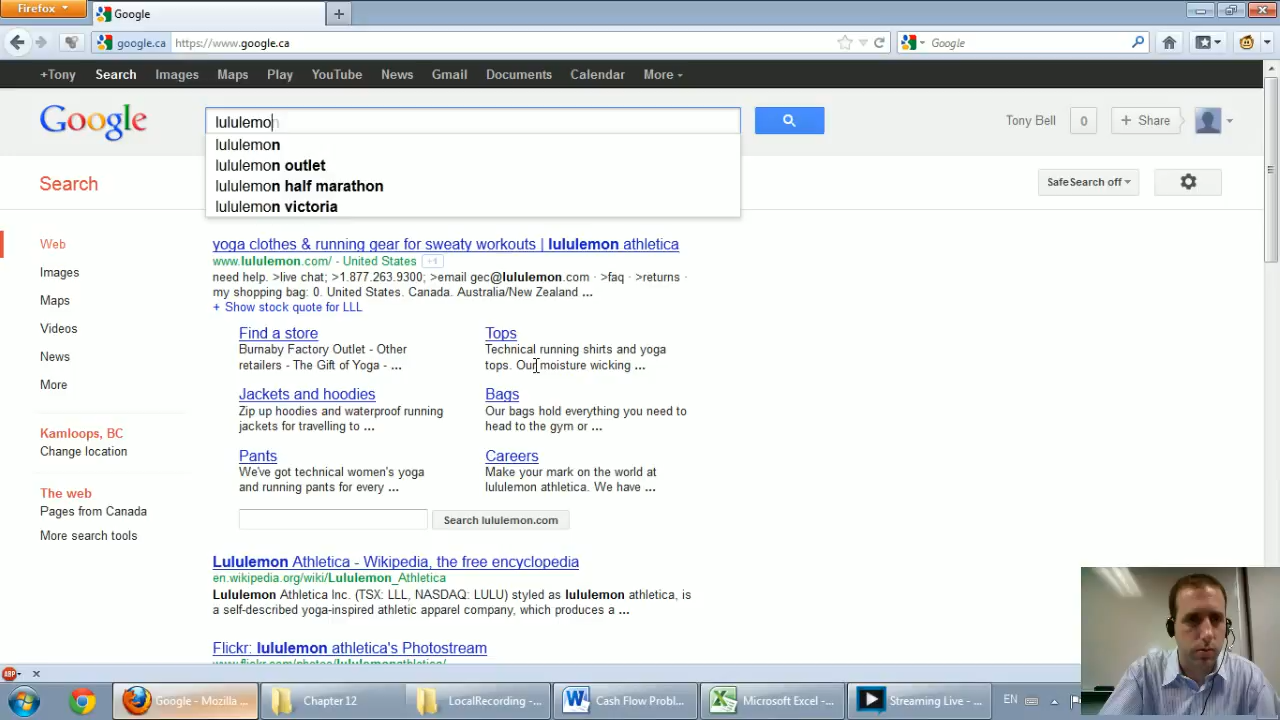 Firefox
Google
google.ca https://www.google.ca
Google
+Tony Search Images Maps Play YouTube News Gmail Documents Calendar More
Google
lululemon
Tony Bell 0 + Share
lululemon
lululemon outlet
lululemon half marathon
lululemon victoria
Search
SafeSearch off
Web
Images
Maps
Videos
News
More
Kamloops, BC
Change location
The web
Pages from Canada
More search tools
yoga clothes & running gear for sweaty workouts | lululemon athletica
www.lululemon.com/ - United States +1
need help. >live chat; >1.877.263.9300; >email gec@lululemon.com · >faq · >returns ·
my shopping bag: 0. United States. Canada. Australia/New Zealand ...
+ Show stock quote for LLL
Find a store
Burnaby Factory Outlet - Other
retailers - The Gift of Yoga - ...
Tops
Technical running shirts and yoga
tops. Our moisture wicking ...
Jackets and hoodies
Zip up hoodies and waterproof running
jackets for travelling to ...
Bags
Our bags hold everything you need to
head to the gym or ...
Pants
We've got technical women's yoga
and running pants for every ...
Careers
Make your mark on the world at
lululemon athletica. We have ...
Search lululemon.com
Lululemon Athletica - Wikipedia, the free encyclopedia
en.wikipedia.org/wiki/Lululemon_Athletica
Lululemon Athletica Inc. (TSX: LLL, NASDAQ: LULU) styled as lululemon athletica, is
a self-described yoga-inspired athletic apparel company, which produces a ...
Flickr: lululemon athletica's Photostream
www.flickr.com/photos/lululemonathletica/
ABP
Google - Mozilla ... Chapter 12 LocalRecording -... Cash Flow Probl... Microsoft Excel -... Streaming Live -... EN